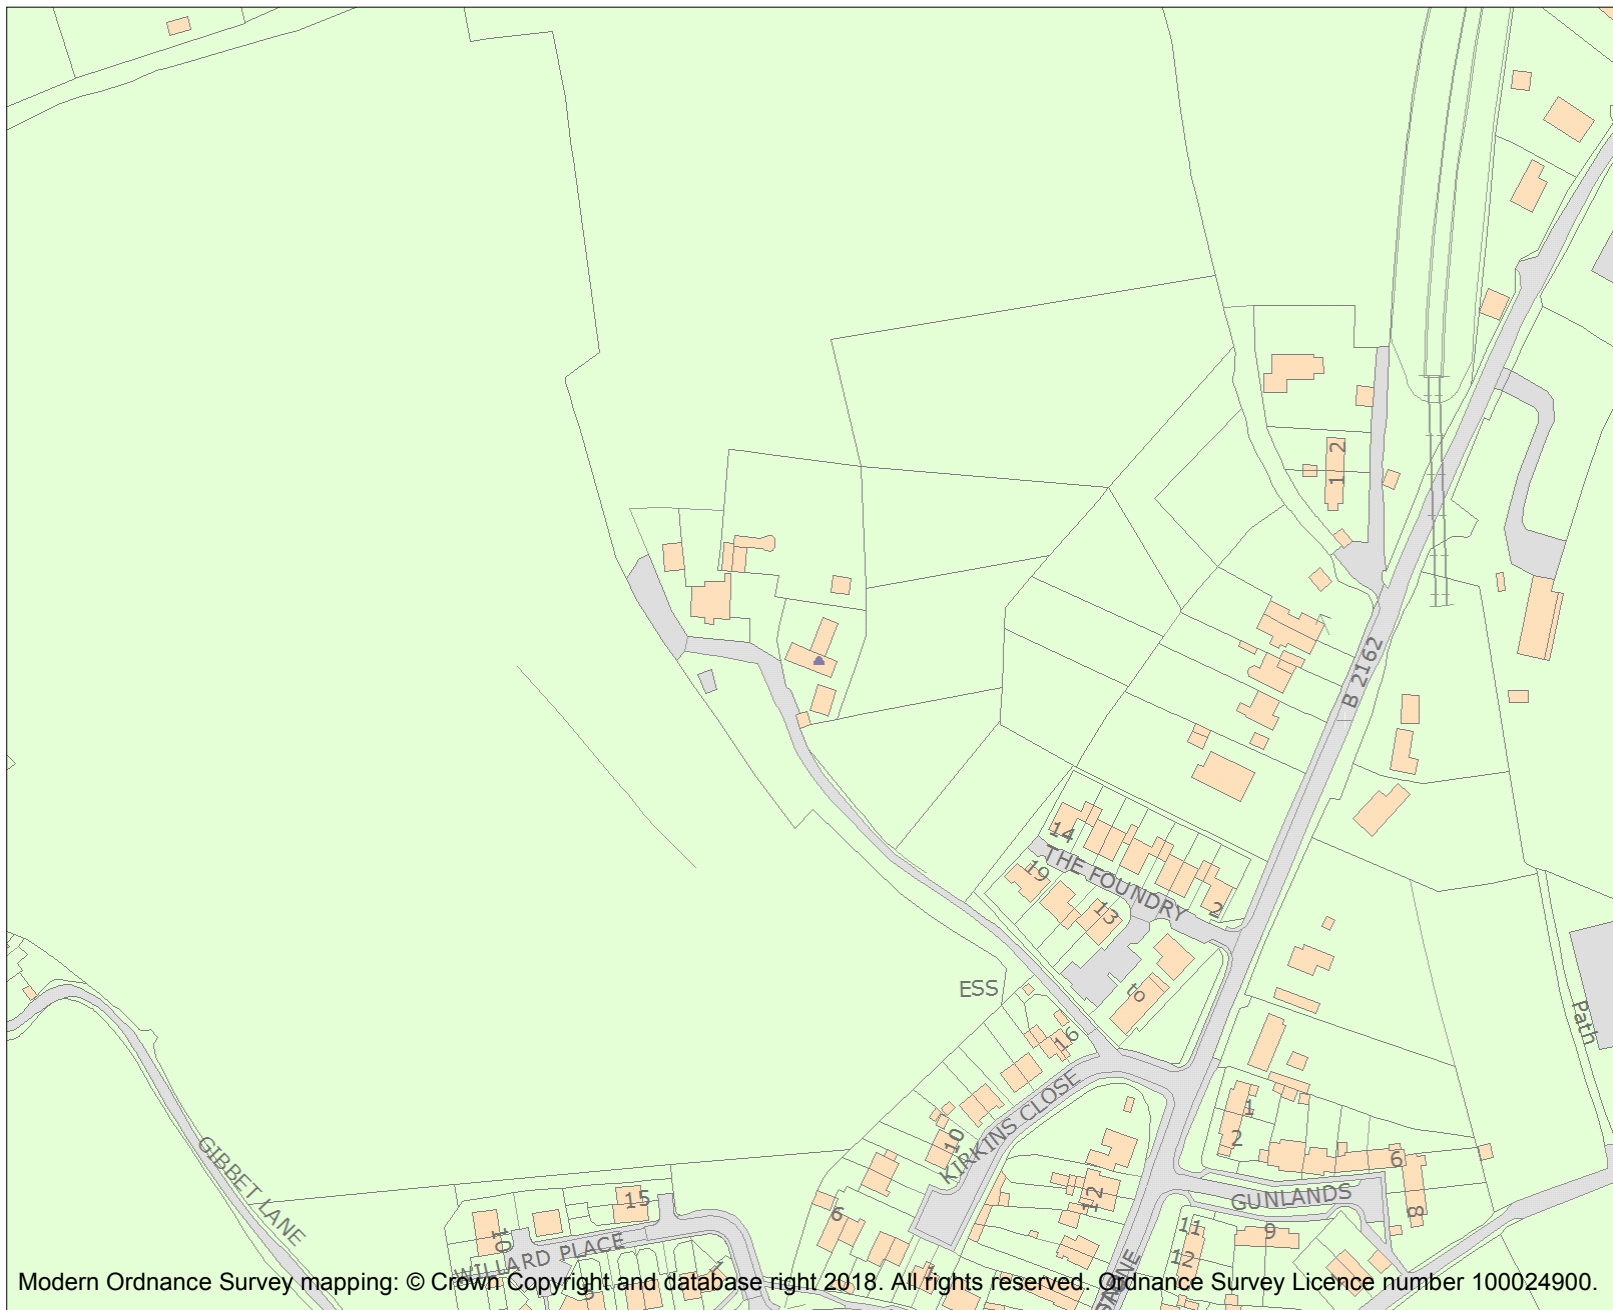 1 2
B 2162
14
THE FOUNDRY
19
13
2
to
ESS
16
Path
KIRKINS CLOSE
10
1
2
12
6
GUNLANDS
8
GIBBET LANE
15
6
11
9
10
WILLARD PLACE
12
Modern Ordnance Survey mapping: © Crown Copyright and database right 2018. All rights reserved. Ordnance Survey Licence number 100024900.